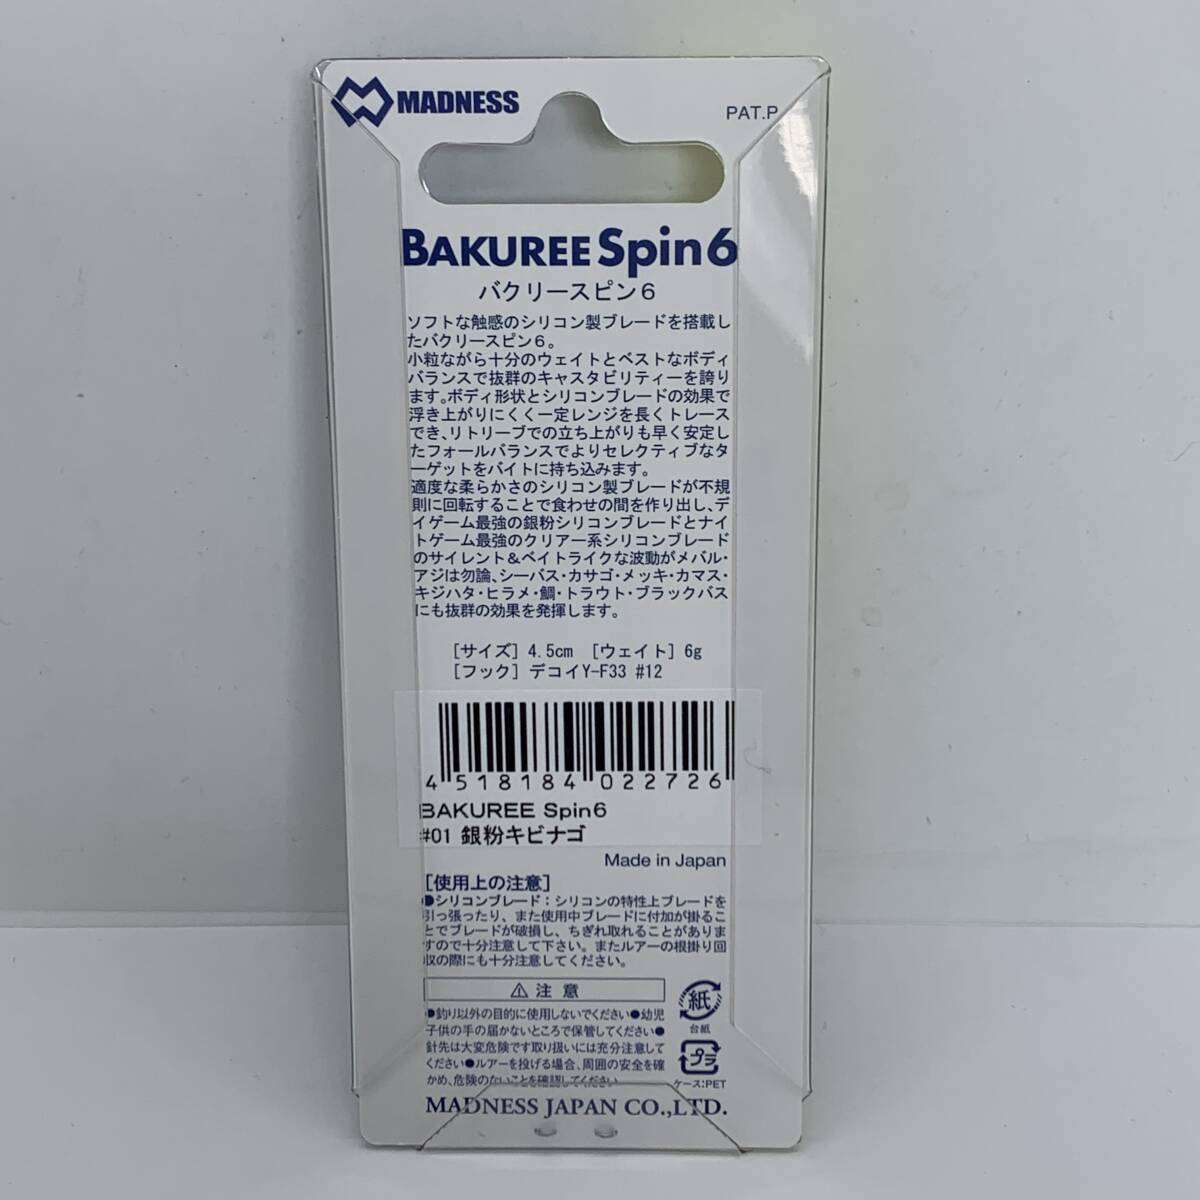 MADNESS
PAT.P
BAKUREE Spin6
バクリースピン6
ソフトな触感のシリコン製ブレードを搭載し
たバクリースピン6。
小粒ながら十分のウェイトとベストなボディ
バランスで抜群のキャスタビリティーを誇り
ます。ボディ形状とシリコンブレードの効果で
浮き上がりにくく一定レンジを長くトレース
でき、リトリーブでの立ち上がりも早く安定し
たフォールバランスでよりセレクティブなタ
ーゲットをバイトに持ち込みます。
適度な柔らかさのシリコン製ブレードが不規
則に回転することで食わせの間を作り出し、デ
イゲーム最強の銀粉シリコンブレードとナイ
トゲーム最強のクリアー系シリコンブレード
のサイレント&ベイトライクな波動がメバル・
アジは勿論、シーバス・カサゴ・メッキ・カマス・
キジハタ・ヒラメ・鯛・トラウト・ブラックバス
にも抜群の効果を発揮します。
[サイズ] 4.5cm [ウェイト] 6g
[フック] デコイY-F33 #12
4 518184 022726
BAKUREE Spin6
#01 銀粉キビナゴ
Made in Japan
[使用上の注意]
●シリコンブレード：シリコンの特性上ブレードを
引っ張ったり、また使用中ブレードに付加が掛るこ
とでブレードが破損し、ちぎれ取れることがありま
すので十分注意して下さい。またルアーの根掛り回
収の際にも十分注意してください。
⚠ 注 意
●釣り以外の目的に使用しないでください●幼児
子供の手の届かないところで保管してください●
針先は大変危険です取り扱いには充分注意して
ください●ルアーを投げる場合、周囲の安全を確
かめ、危険のないことを確認してください
紙
台紙
プラ
ケース:PET
MADNESS JAPAN CO.,LTD.